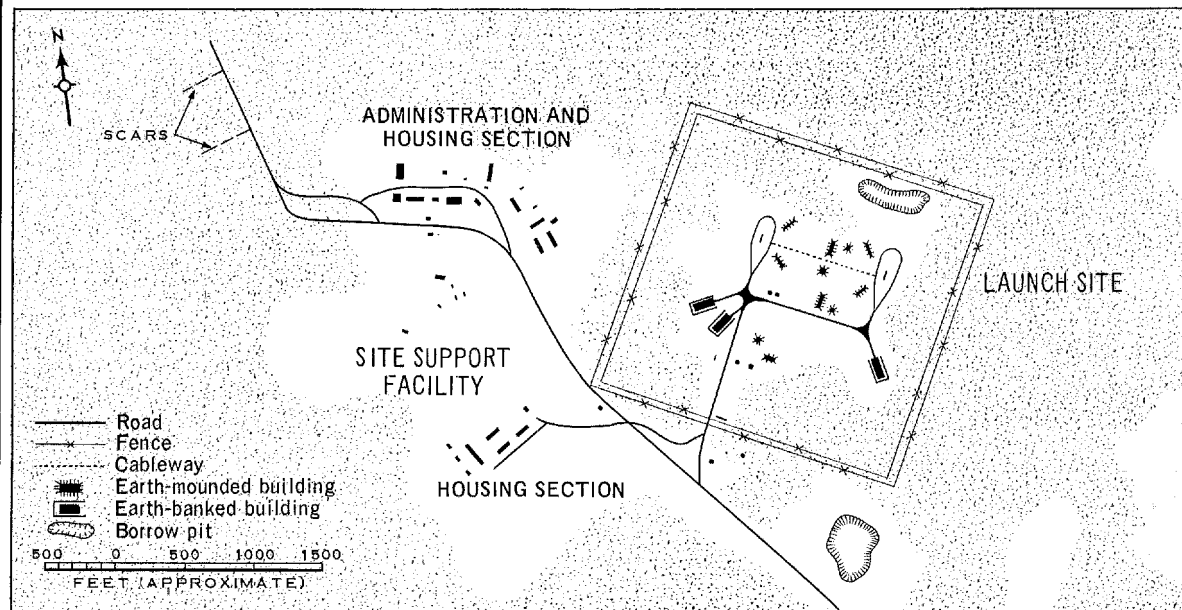 N
SCARS
ADMINISTRATION AND
HOUSING SECTION
LAUNCH SITE
SITE SUPPORT
FACILITY
HOUSING SECTION
Road
Fence
Cableway
Earth-mounded building
Earth-banked building
Borrow pit
500 0 500 1000 1500
FEET (APPROXIMATE)